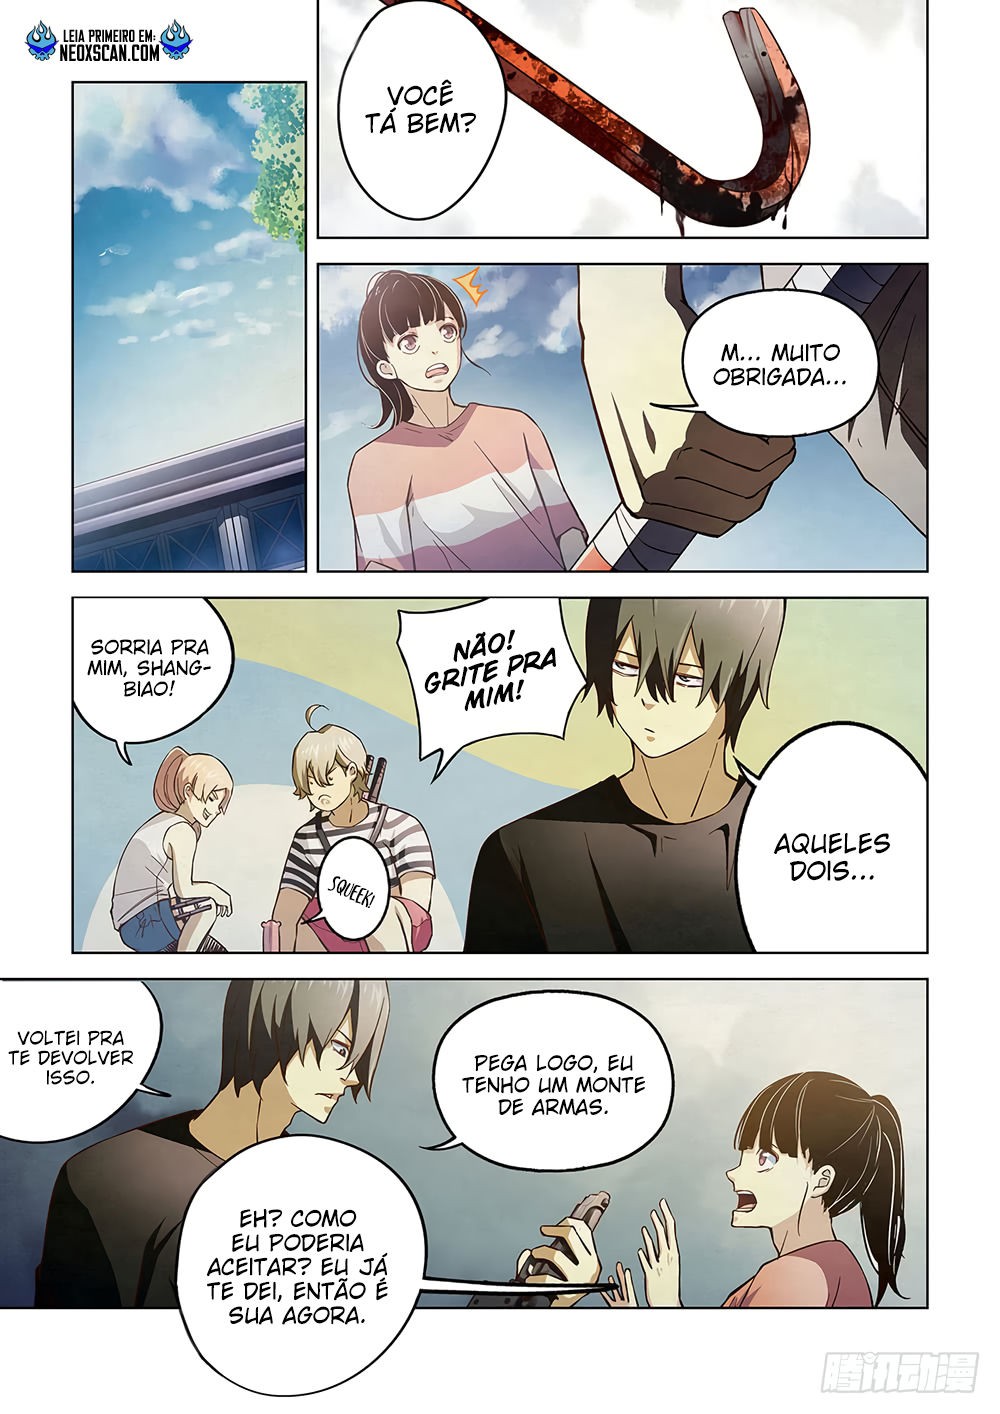 LEIA PRIMEIRO EM:
NEOXSCAN.COM
VOCÊ
TÁ BEM?
M... MUITO
OBRIGADA...
SORRIA PRA
MIM, SHANG-
BIAO!
NÃO!
GRITE PRA
MIM!
SQUEEK!
AQUELES
DOIS...
VOLTEI PRA
TE DEVOLVER
ISSO.
PEGA LOGO, EU
TENHO UM MONTE
DE ARMAS.
EH? COMO
EU PODERIA
ACEITAR? EU JÁ
TE DEI, ENTÃO É
SUA AGORA.
腾讯动漫